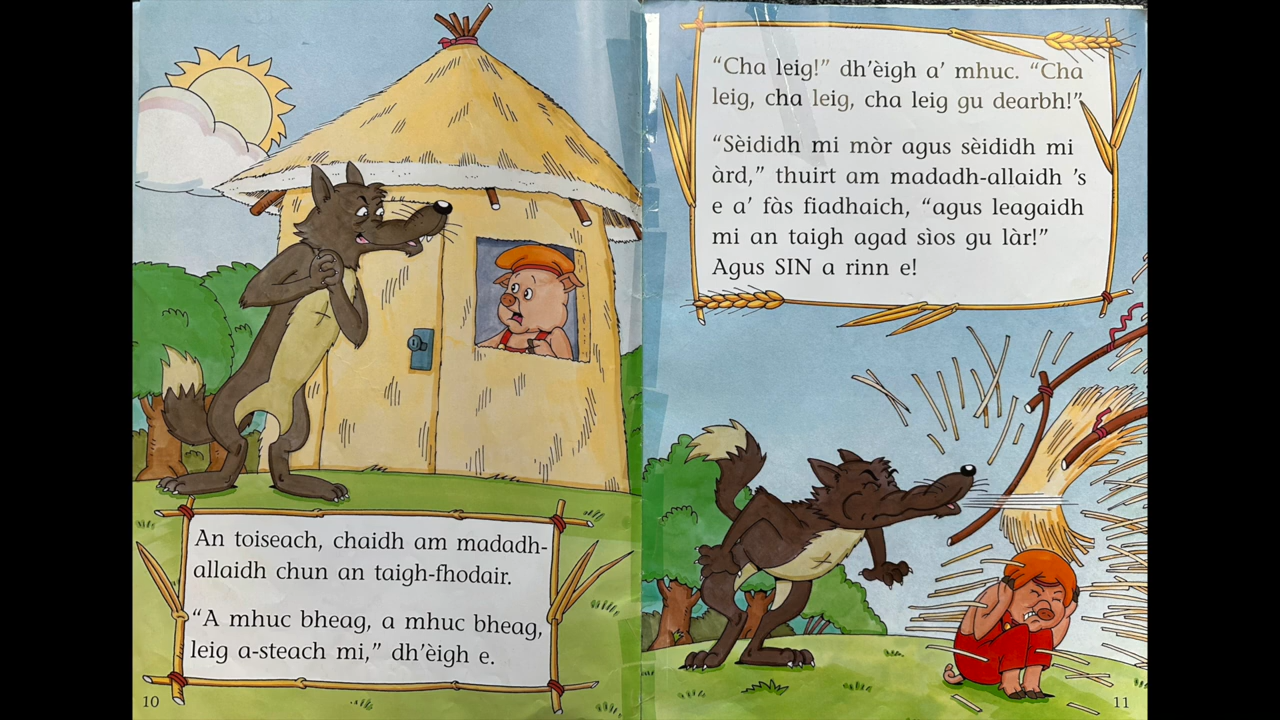 An toiseach, chaidh am madadh-
allaidh chun an taigh-fhodair.
“A mhuc bheag, a mhuc bheag,
leig a-steach mi,” dh’èigh e.
10
“Cha leig!” dh’èigh a’ mhuc. “Cha
leig, cha leig, cha leig gu dearbh!”
“Sèididh mi mòr agus sèididh mi
àrd,” thuirt am madadh-allaidh ’s
e a’ fàs fiadhaich, “agus leagaidh
mi an taigh agad sìos gu làr!”
Agus SIN a rinn e!
11